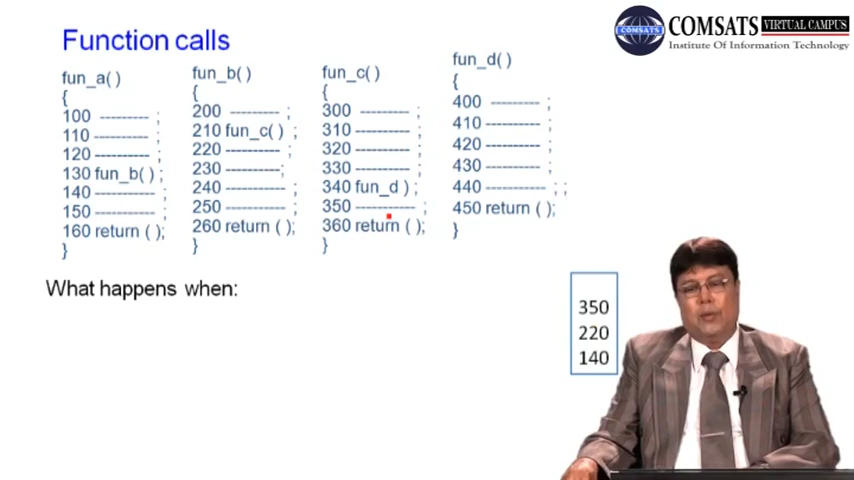 Function calls
COMSATS VIRTUAL CAMPUS
Institute Of Information Technology
COMSATS
fun_a( )
{
100 --------- ;
110 --------- ;
120 --------- ;
130 fun_b( ) ;
140 --------- ;
150 --------- ;
160 return ( );
}
fun_b( )
{
200 --------- ;
210 fun_c( ) ;
220 ----------- ;
230 ----------;
240 ----------- ;
250 ---------- ;
260 return ( );
}
fun_c( )
{
300 --------- ;
310 ---------- ;
320 ---------- ;
330 ---------- ;
340 fun_d ) ;
350 ----------- ;
360 return ( );
}
fun_d( )
{
400 --------- ;
410 ---------- ;
420 ---------- ;
430 ---------- ;
440 ----------- ; ;
450 return ( );
}
What happens when:
350
220
140